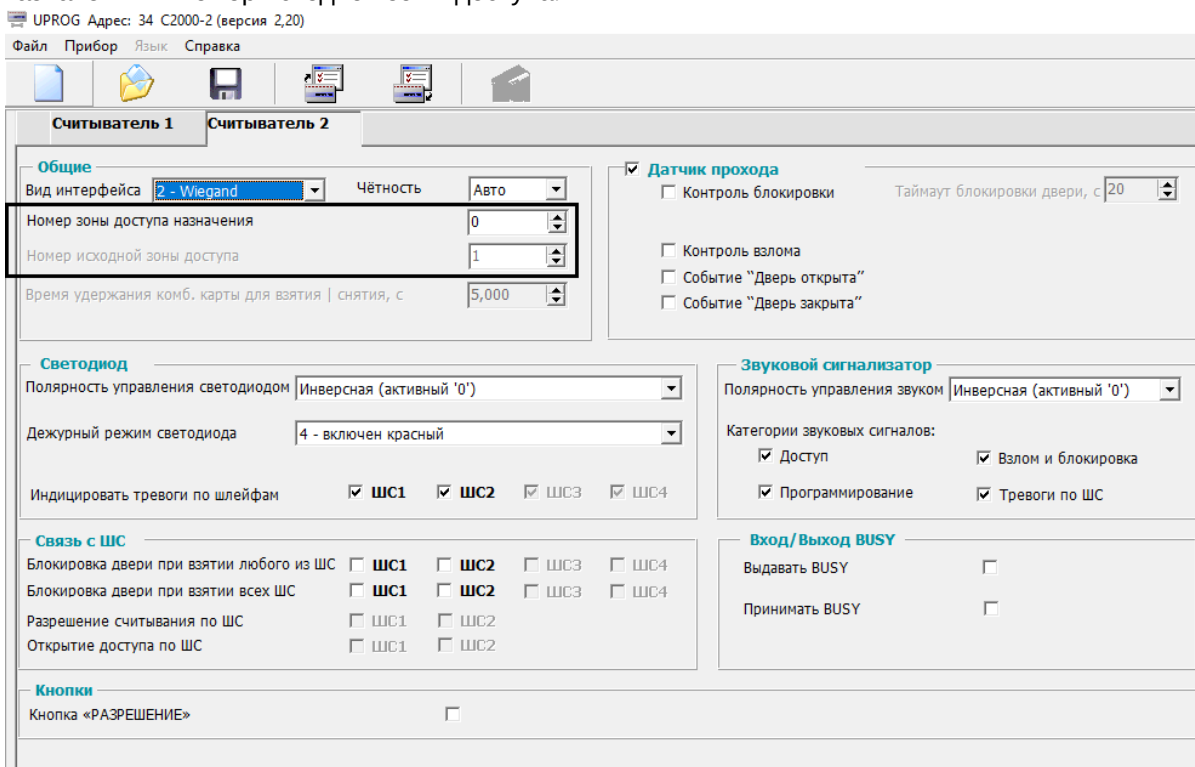 UPROG Адрес: 34 С2000-2 (версия 2,20)
Файл Прибор Язык Справка
Считыватель 1 Считыватель 2
Общие
Вид интерфейса 2 - Wiegand Чётность Авто
Номер зоны доступа назначения 0
Номер исходной зоны доступа 1
Время удержания комб. карты для взятия | снятия, с 5,000
Датчик прохода
Контроль блокировки Таймаут блокировки двери, с 20
Контроль взлома
Событие "Дверь открыта"
Событие "Дверь закрыта"
Светодиод
Полярность управления светодиодом Инверсная (активный '0')
Дежурный режим светодиода 4 - включен красный
Индицировать тревоги по шлейфам ШС1 ШС2 ШС3 ШС4
Звуковой сигнализатор
Полярность управления звуком Инверсная (активный '0')
Категории звуковых сигналов:
Доступ Взлом и блокировка
Программирование Тревоги по ШС
Связь с ШС
Блокировка двери при взятии любого из ШС ШС1 ШС2 ШС3 ШС4
Блокировка двери при взятии всех ШС ШС1 ШС2 ШС3 ШС4
Разрешение считывания по ШС ШС1 ШС2
Открытие доступа по ШС ШС1 ШС2
Вход/Выход BUSY
Выдавать BUSY
Принимать BUSY
Кнопки
Кнопка «РАЗРЕШЕНИЕ»